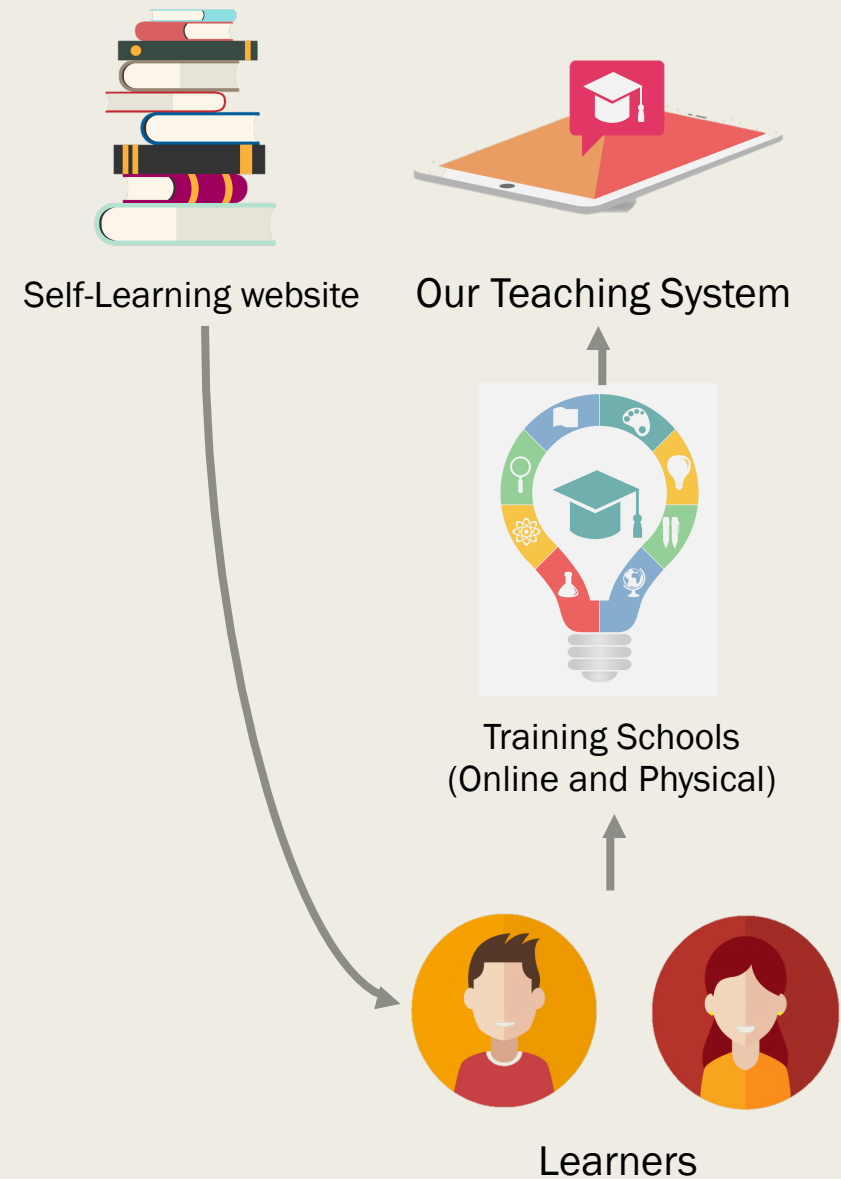 Self-Learning website
Our Teaching System
Training Schools
(Online and Physical)
Learners